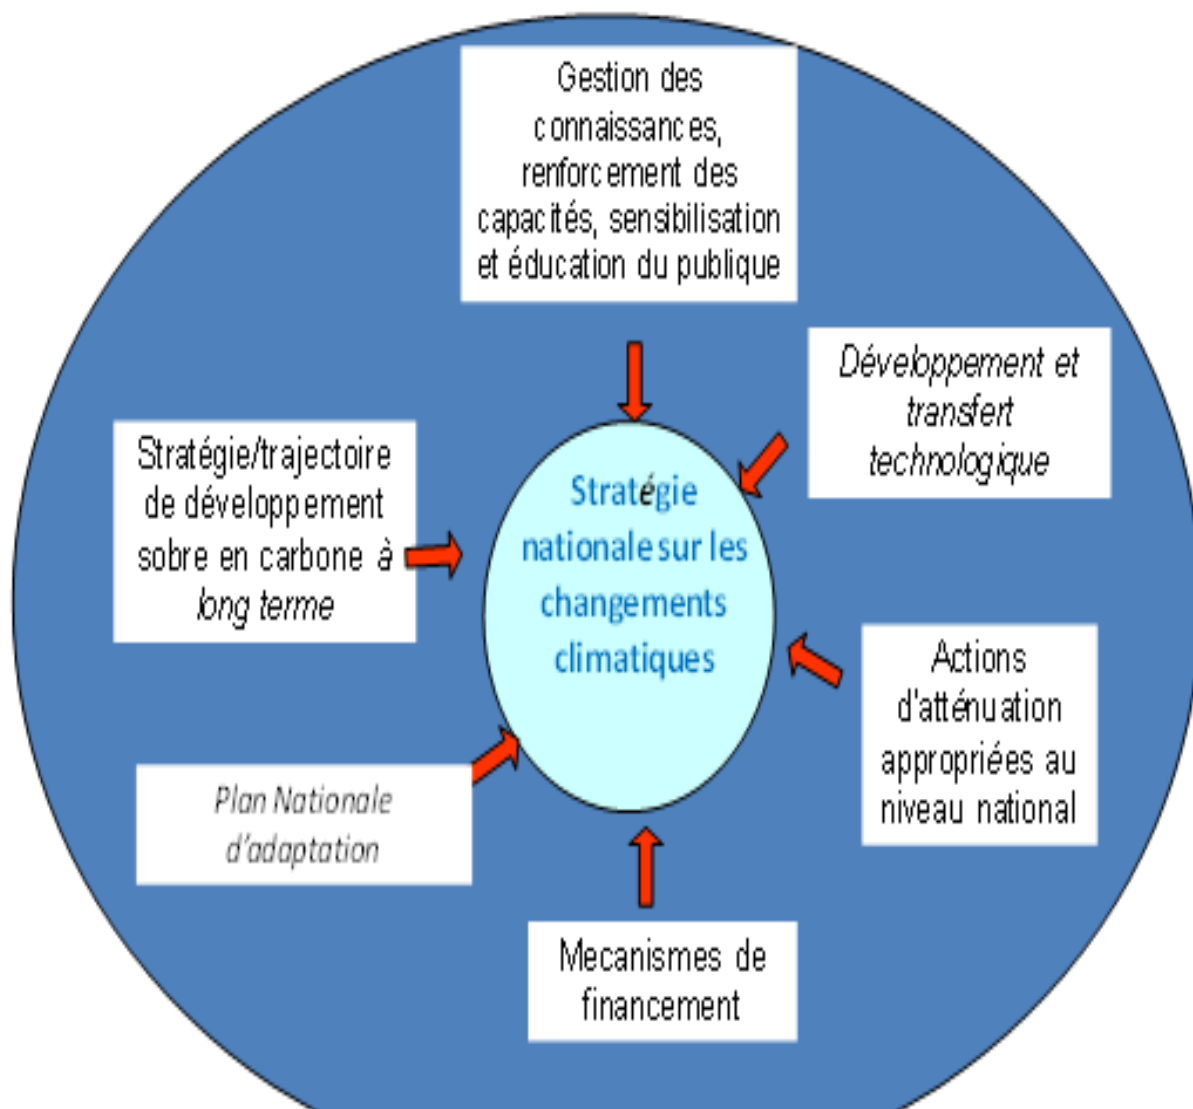 Gestion des
connaissances,
renforcement des
capacités, sensibilisation
et éducation du publique
Développement et
transfert
technologique
Stratégie/trajectoire
de développement
sobre en carbone à
long terme
Stratégie
nationale sur les
changements
climatiques
Actions
d'atténuation
appropriées au
niveau national
Plan Nationale
d'adaptation
Mecanismes de
financement